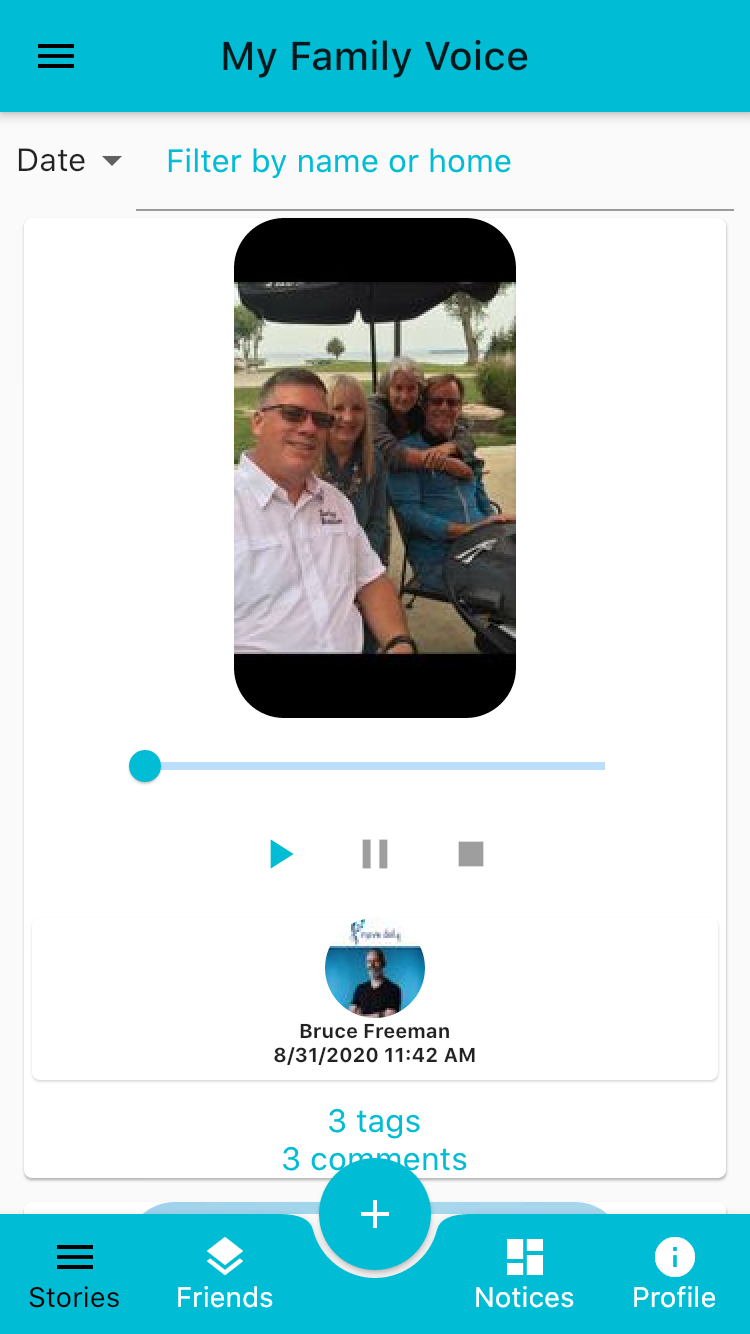 My Family Voice
Date
Filter by name or home
Bruce Freeman
8/31/2020 11:42 AM
3 tags
3 comments
Stories
Friends
Notices
Profile